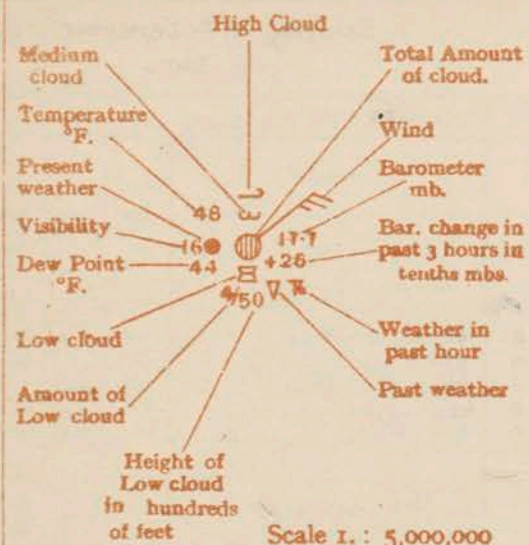 High Cloud
Medium
cloud
Total Amount
of cloud.
Temperature
°F.
Wind
Present
weather
Barometer
mb.
48
Visibility
16
17.7
Bar. change in
past 3 hours in
tenths mbs.
Dew Point
°F.
44
+26
50
Low cloud
Weather in
past hour
Amount of
Low cloud
Past weather
Height of
Low cloud
in hundreds
of feet
Scale 1. : 5,000,000